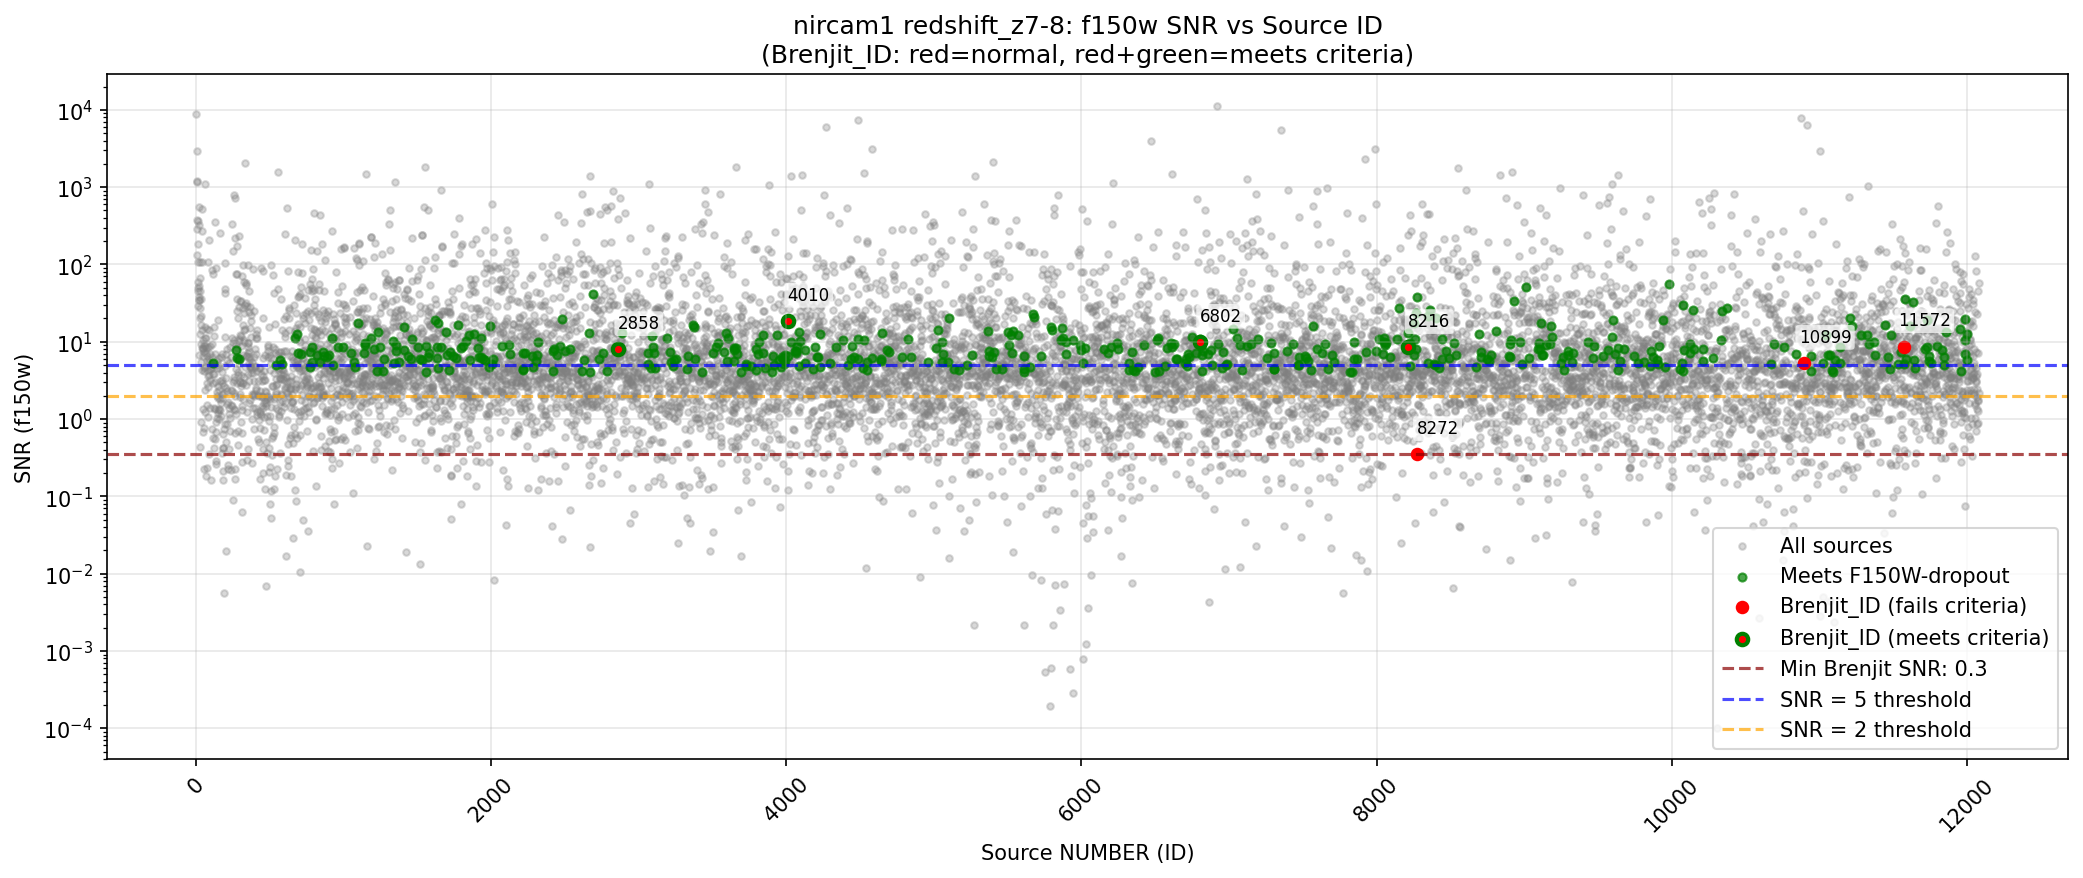 nircam1 redshift_z7-8: f150w SNR vs Source ID
(Brenjit_ID: red=normal, red+green=meets criteria)
SNR (f150w)
10⁴
10³
10²
10¹
10⁰
10⁻¹
10⁻²
10⁻³
10⁻⁴
2858
4010
6802
8216
8272
10899
11572
All sources
Meets F150W-dropout
Brenjit_ID (fails criteria)
Brenjit_ID (meets criteria)
Min Brenjit SNR: 0.3
SNR = 5 threshold
SNR = 2 threshold
0
2000
4000
6000
8000
10000
12000
Source NUMBER (ID)